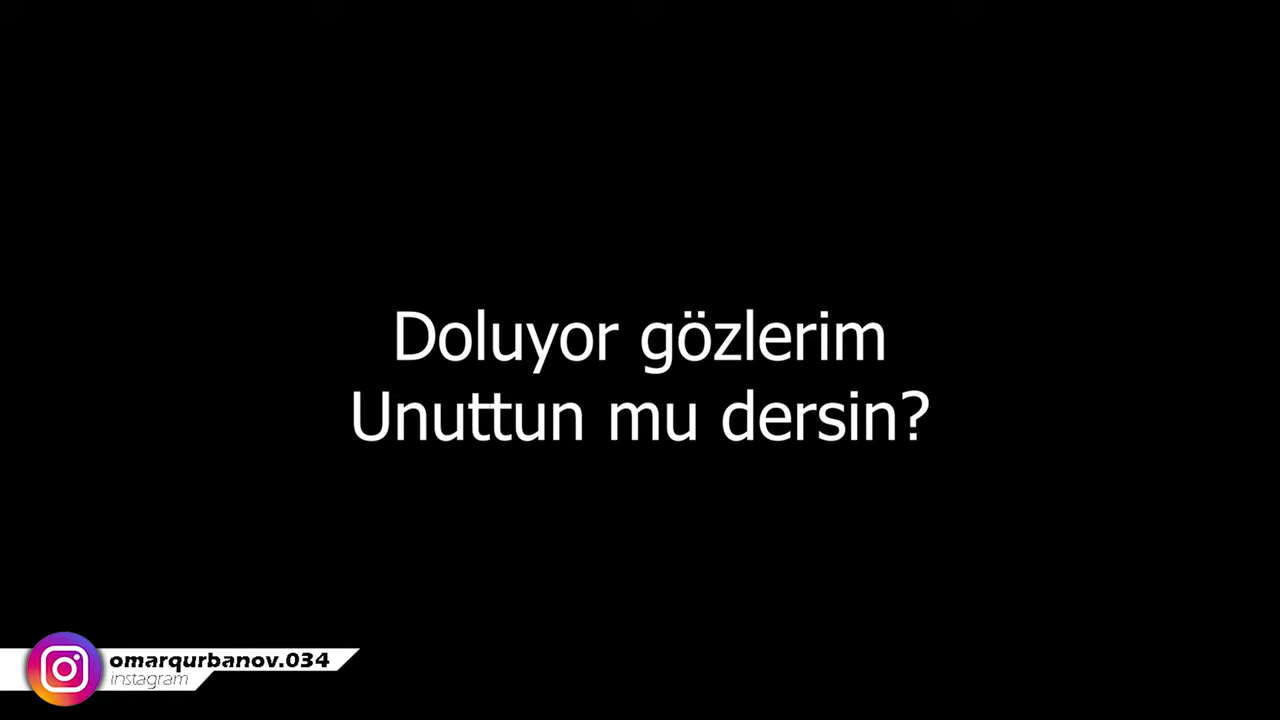 Doluyor gözlerim
Unuttun mu dersin?
omarqurbanov.034
instagram